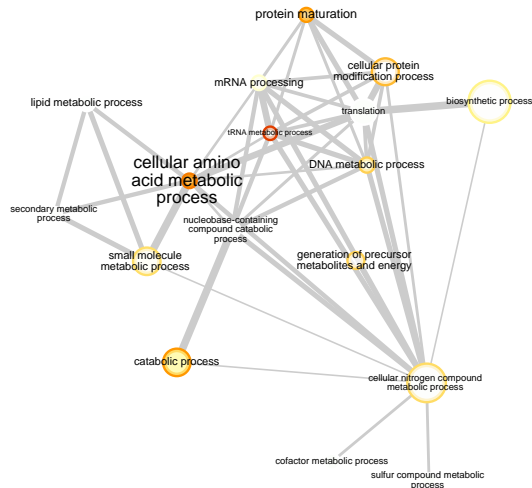 protein maturation
cellular protein
modification process
mRNA processing
lipid metabolic process
biosynthetic process
translation
tRNA metabolic process
cellular amino
acid metabolic
process
DNA metabolic process
secondary metabolic
process
nucleobase-containing
compound catabolic
process
small molecule
metabolic process
generation of precursor
metabolites and energy
catabolic process
cellular nitrogen compound
metabolic process
cofactor metabolic process
sulfur compound metabolic
process